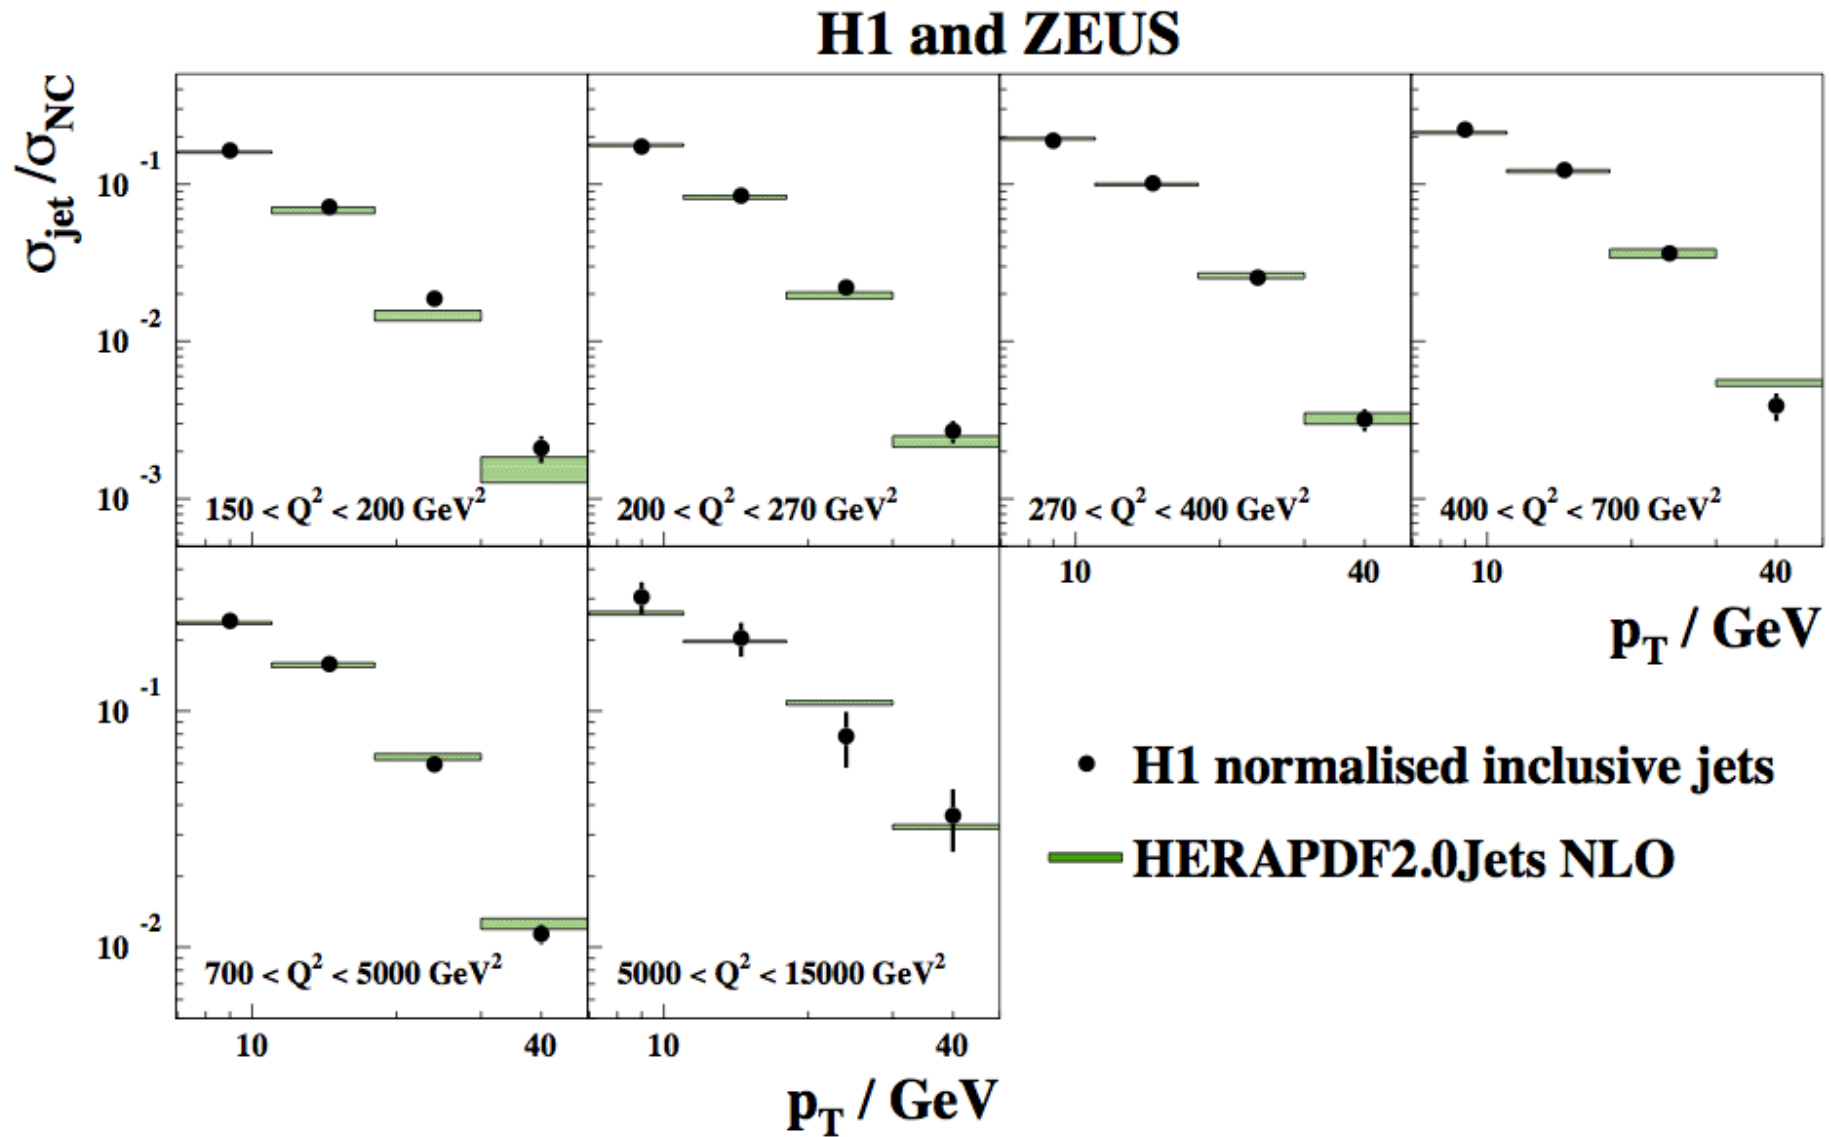 H1 and ZEUS
σjet /σNC
10⁻¹
10⁻²
10⁻³
150 < Q² < 200 GeV²
200 < Q² < 270 GeV²
270 < Q² < 400 GeV²
400 < Q² < 700 GeV²
10 40
10 40
pT / GeV
10⁻¹
10⁻²
700 < Q² < 5000 GeV²
5000 < Q² < 15000 GeV²
10 40
10 40
pT / GeV
H1 normalised inclusive jets
HERAPDF2.0Jets NLO